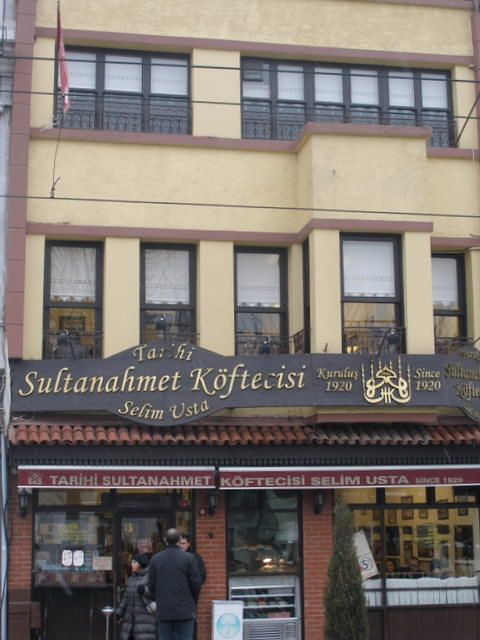 Tarihi
Sultanahmet Köftecisi
Selim Usta
Kuruluş
1920
Since
1920
TARİHİ SULTANAHMET KÖFTECİSİ SELİM USTA SINCE 1920